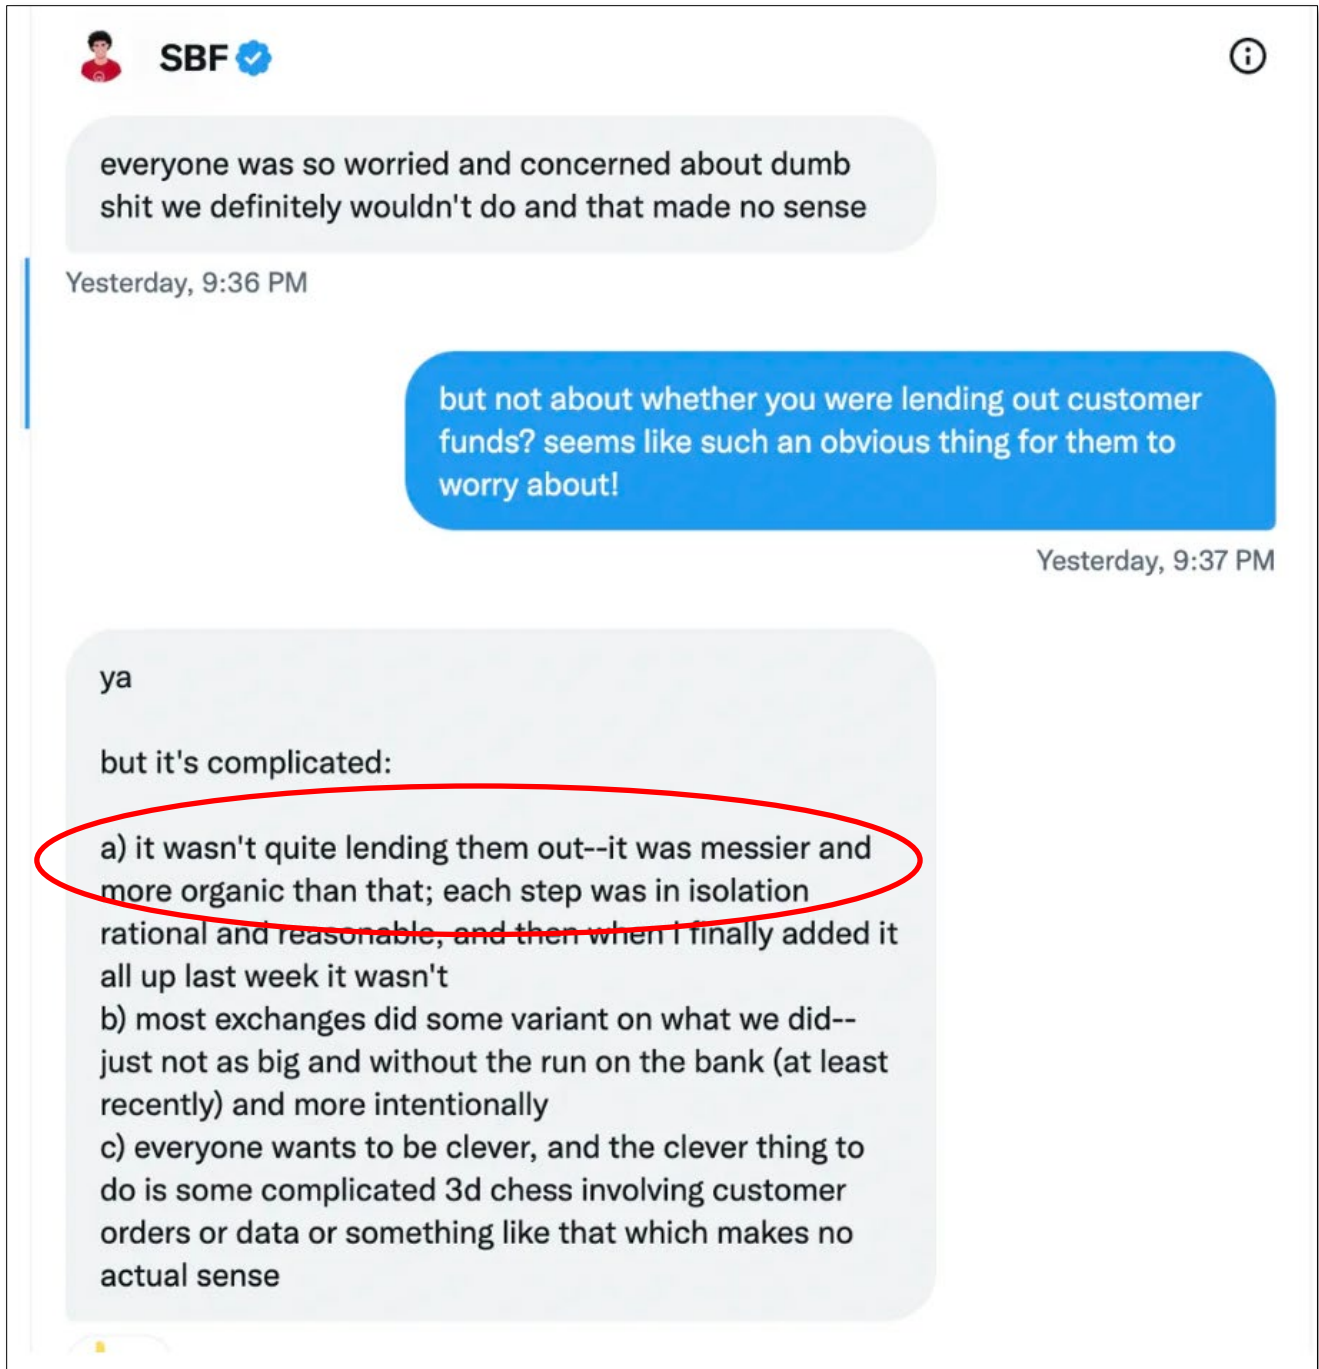 SBF
everyone was so worried and concerned about dumb
shit we definitely wouldn't do and that made no sense
Yesterday, 9:36 PM
but not about whether you were lending out customer
funds? seems like such an obvious thing for them to
worry about!
Yesterday, 9:37 PM
ya
but it's complicated:
a) it wasn't quite lending them out--it was messier and
more organic than that; each step was in isolation
rational and reasonable, and then when I finally added it
all up last week it wasn't
b) most exchanges did some variant on what we did--
just not as big and without the run on the bank (at least
recently) and more intentionally
c) everyone wants to be clever, and the clever thing to
do is some complicated 3d chess involving customer
orders or data or something like that which makes no
actual sense